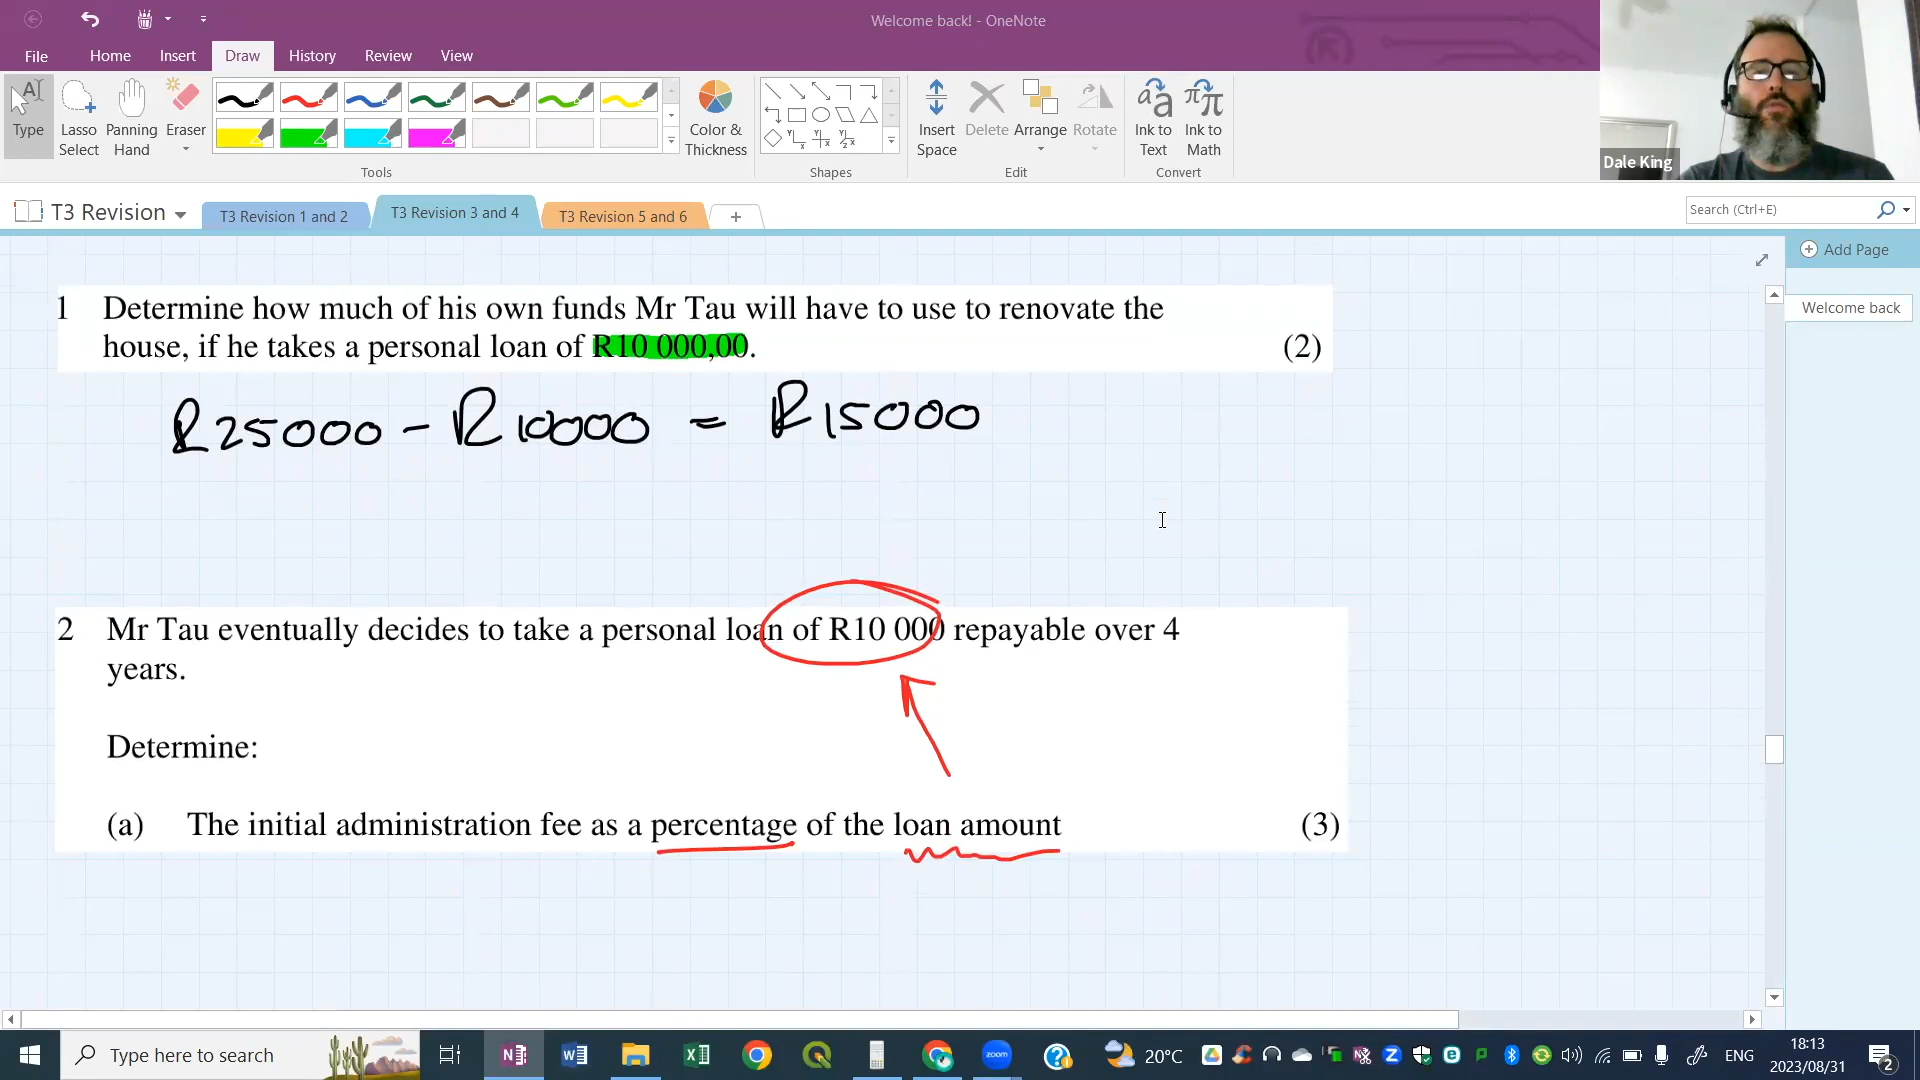 Welcome back! - OneNote
File Home Insert Draw History Review View
Type
Lasso Select
Panning Hand
Eraser
Color & Thickness
Insert Space
Delete
Arrange
Rotate
Ink to Text
Ink to Math
Tools
Shapes
Edit
Convert
Dale King
T3 Revision
T3 Revision 1 and 2
T3 Revision 3 and 4
T3 Revision 5 and 6
Search (Ctrl+E)
Add Page
Welcome back
1 Determine how much of his own funds Mr Tau will have to use to renovate the
house, if he takes a personal loan of R10 000,00. (2)
R25000 - R10000 = R15000
2 Mr Tau eventually decides to take a personal loan of R10 000 repayable over 4
years.
Determine:
(a) The initial administration fee as a percentage of the loan amount (3)
Type here to search
zoom
20°C
ENG
18:13
2023/08/31
2